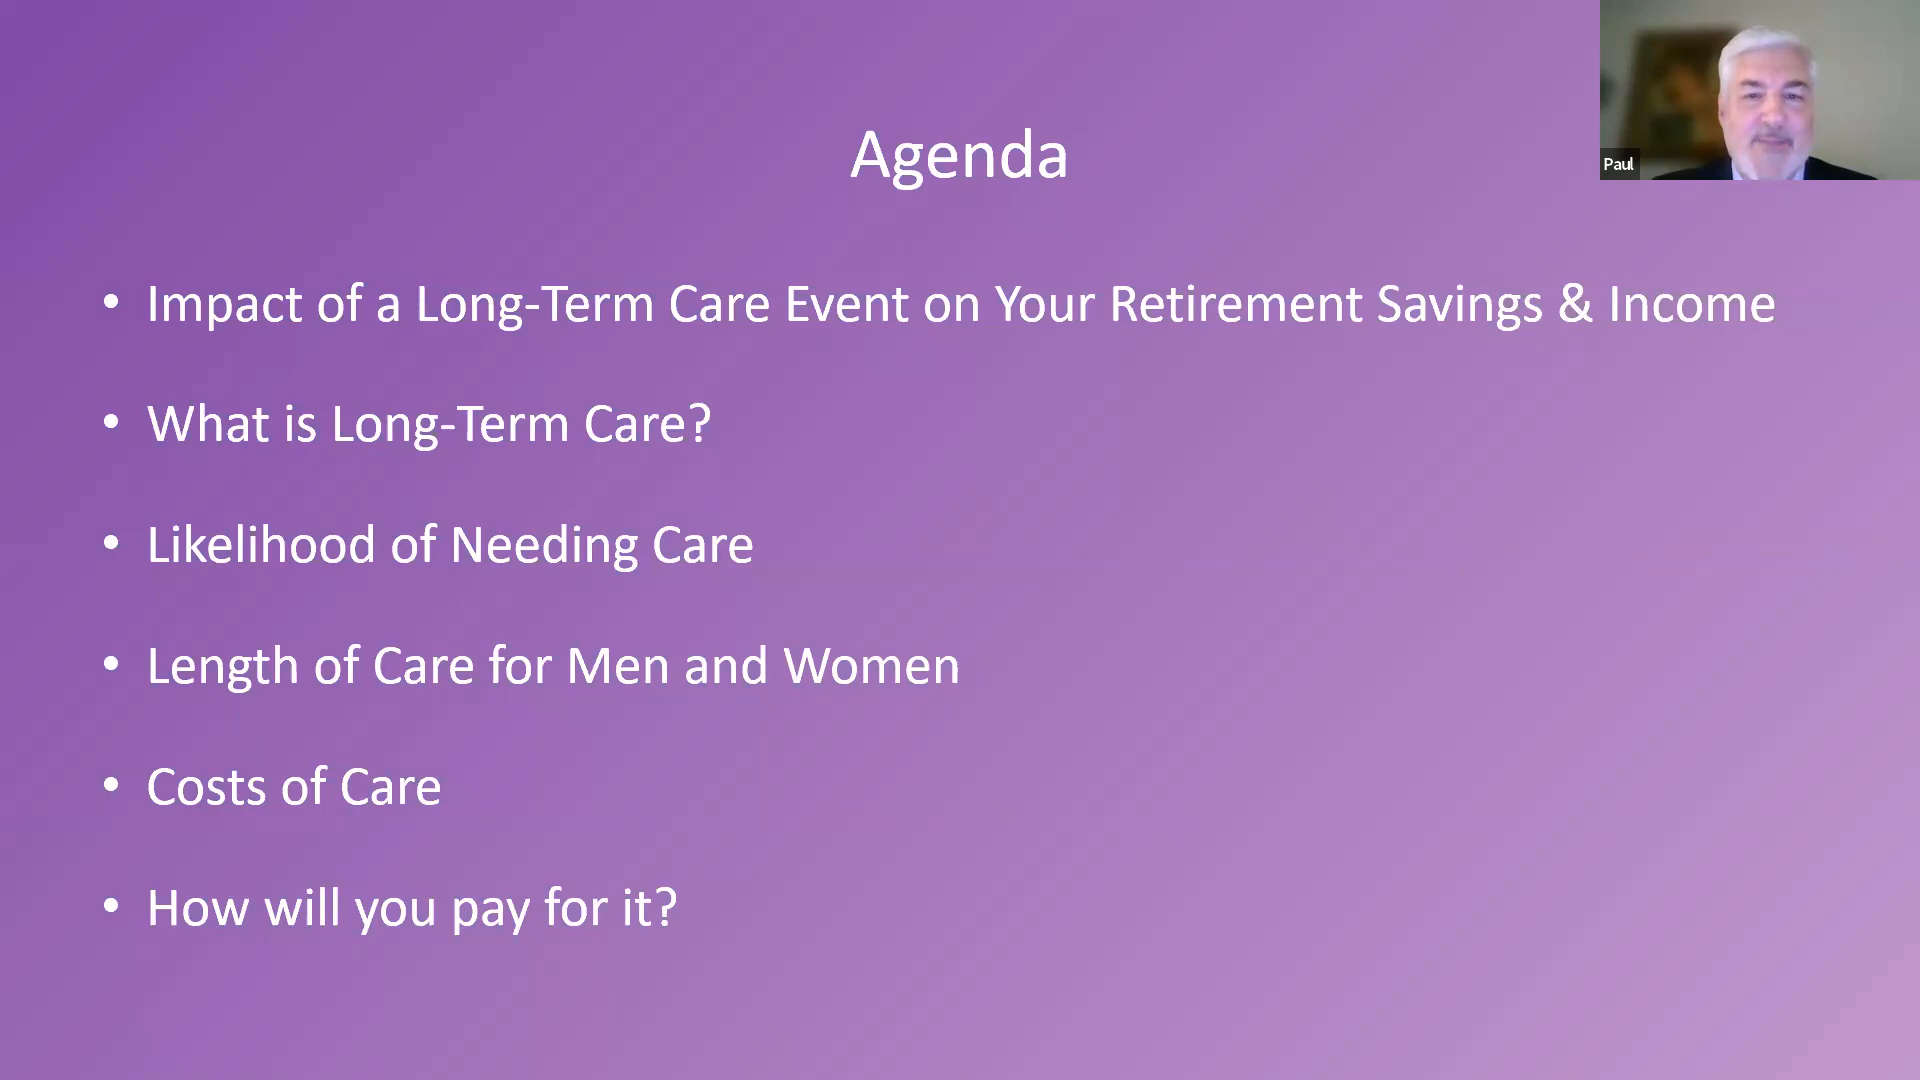 Agenda
Paul
• Impact of a Long-Term Care Event on Your Retirement Savings & Income
• What is Long-Term Care?
• Likelihood of Needing Care
• Length of Care for Men and Women
• Costs of Care
• How will you pay for it?